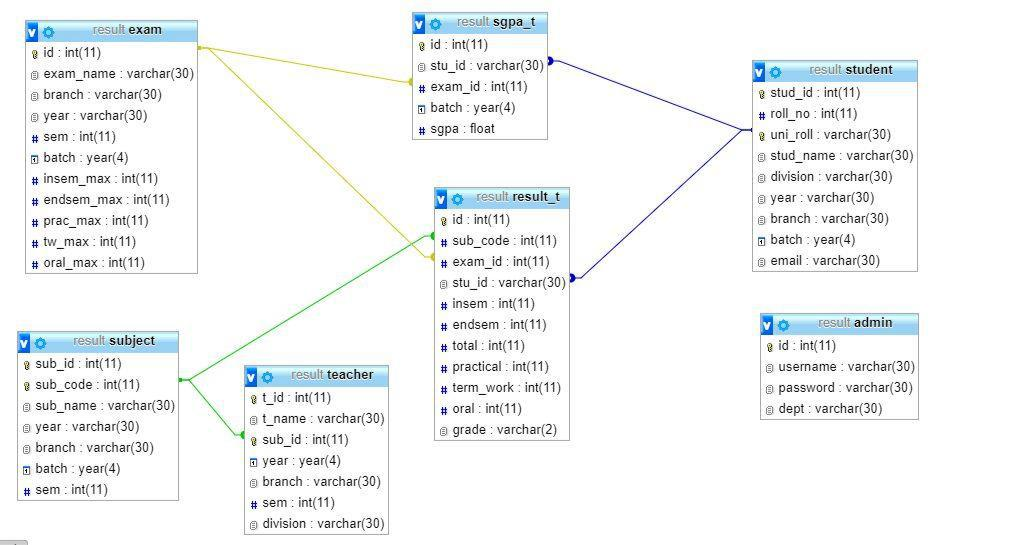 result exam
id : int(11)
exam_name : varchar(30)
branch : varchar(30)
year : varchar(30)
sem : int(11)
batch : year(4)
insem_max : int(11)
endsem_max : int(11)
prac_max : int(11)
tw_max : int(11)
oral_max : int(11)
result sgpa_t
id : int(11)
stu_id : varchar(30)
exam_id : int(11)
batch : year(4)
sgpa : float
result student
stud_id : int(11)
roll_no : int(11)
uni_roll : varchar(30)
stud_name : varchar(30)
division : varchar(30)
year : varchar(30)
branch : varchar(30)
batch : year(4)
email : varchar(30)
result result_t
id : int(11)
sub_code : int(11)
exam_id : int(11)
stu_id : varchar(30)
insem : int(11)
endsem : int(11)
total : int(11)
practical : int(11)
term_work : int(11)
oral : int(11)
grade : varchar(2)
result subject
sub_id : int(11)
sub_code : int(11)
sub_name : varchar(30)
year : varchar(30)
branch : varchar(30)
batch : year(4)
sem : int(11)
result teacher
t_id : int(11)
t_name : varchar(30)
sub_id : int(11)
year : year(4)
branch : varchar(30)
sem : int(11)
division : varchar(30)
result admin
id : int(11)
username : varchar(30)
password : varchar(30)
dept : varchar(30)